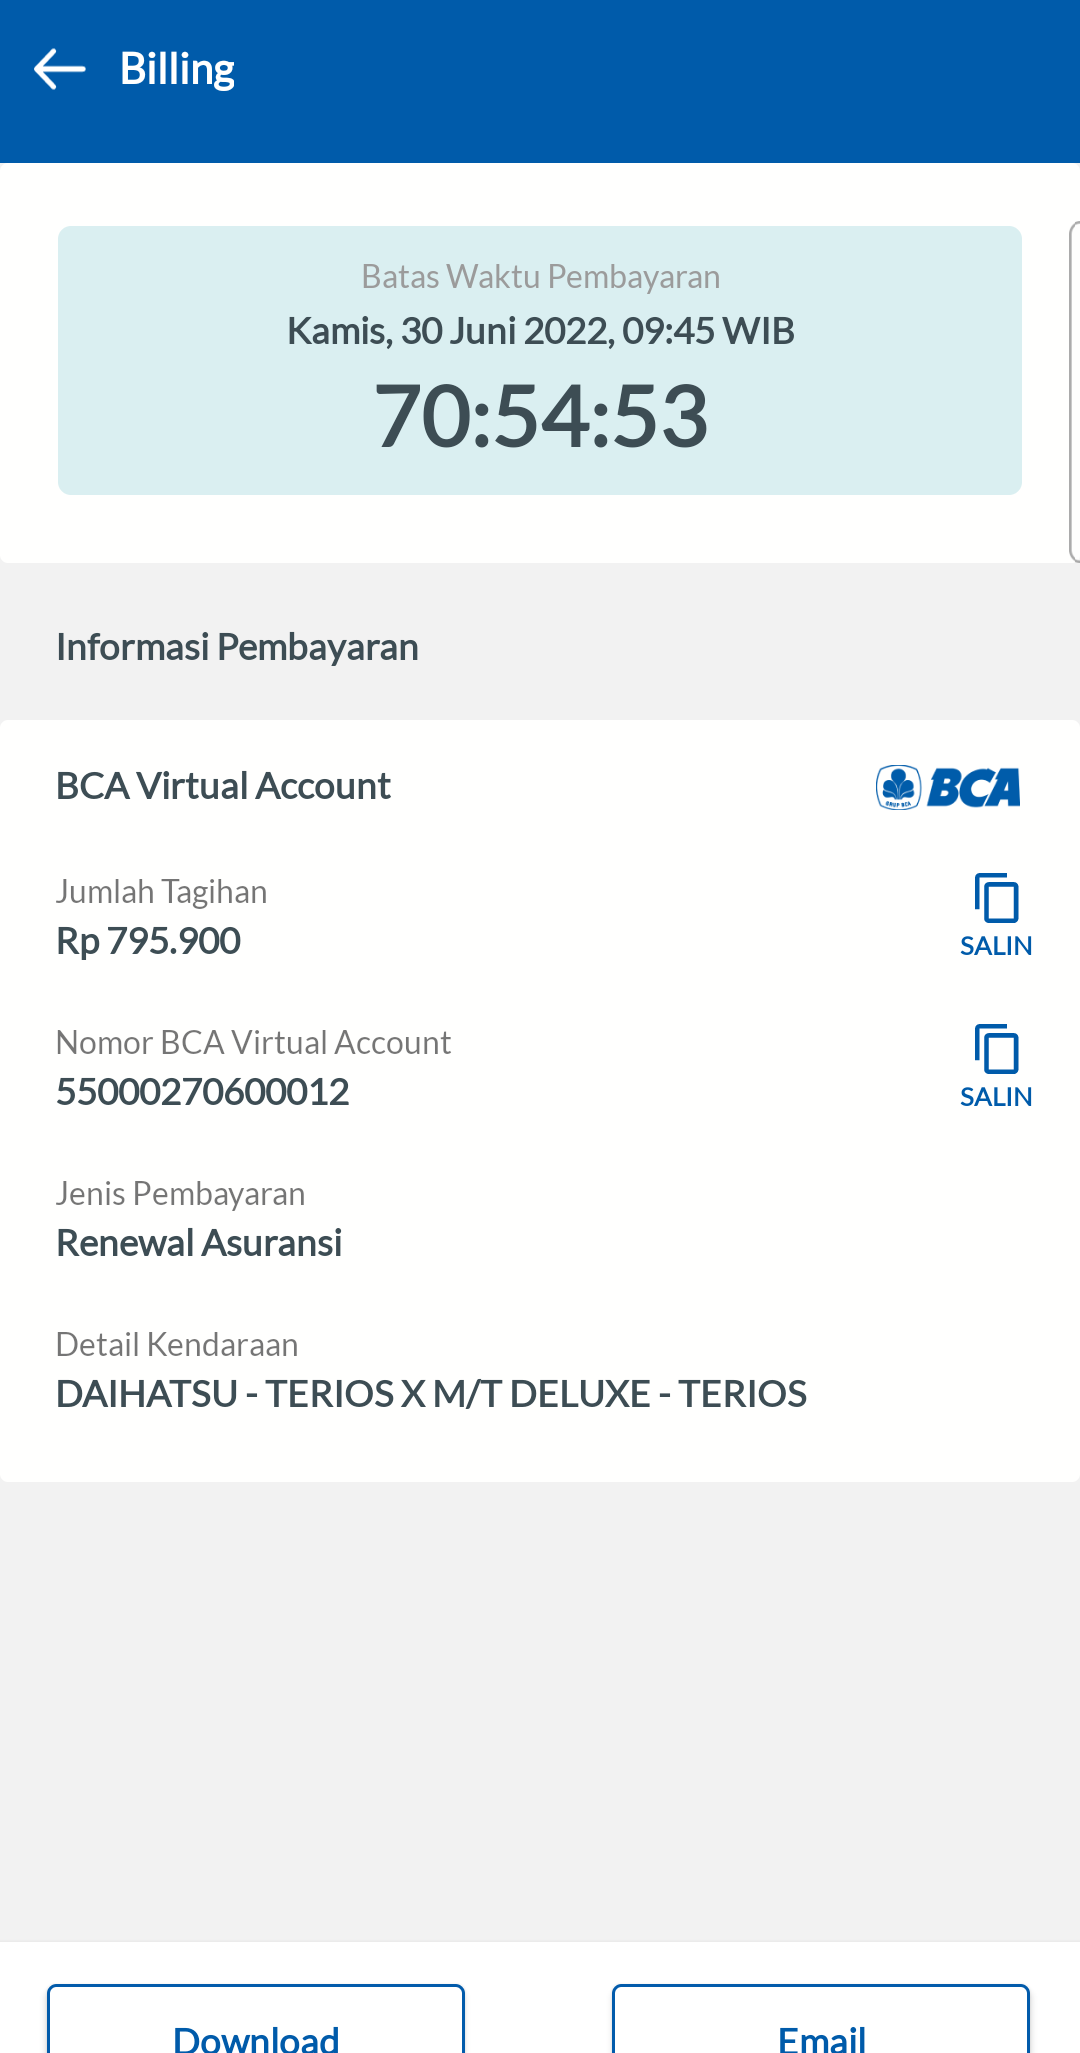 Billing
Batas Waktu Pembayaran
Kamis, 30 Juni 2022, 09:45 WIB
70:54:53
Informasi Pembayaran
BCA Virtual Account
GRUP BCA
BCA
Jumlah Tagihan
Rp 795.900
SALIN
Nomor BCA Virtual Account
55000270600012
SALIN
Jenis Pembayaran
Renewal Asuransi
Detail Kendaraan
DAIHATSU - TERIOS X M/T DELUXE - TERIOS
Download
Email